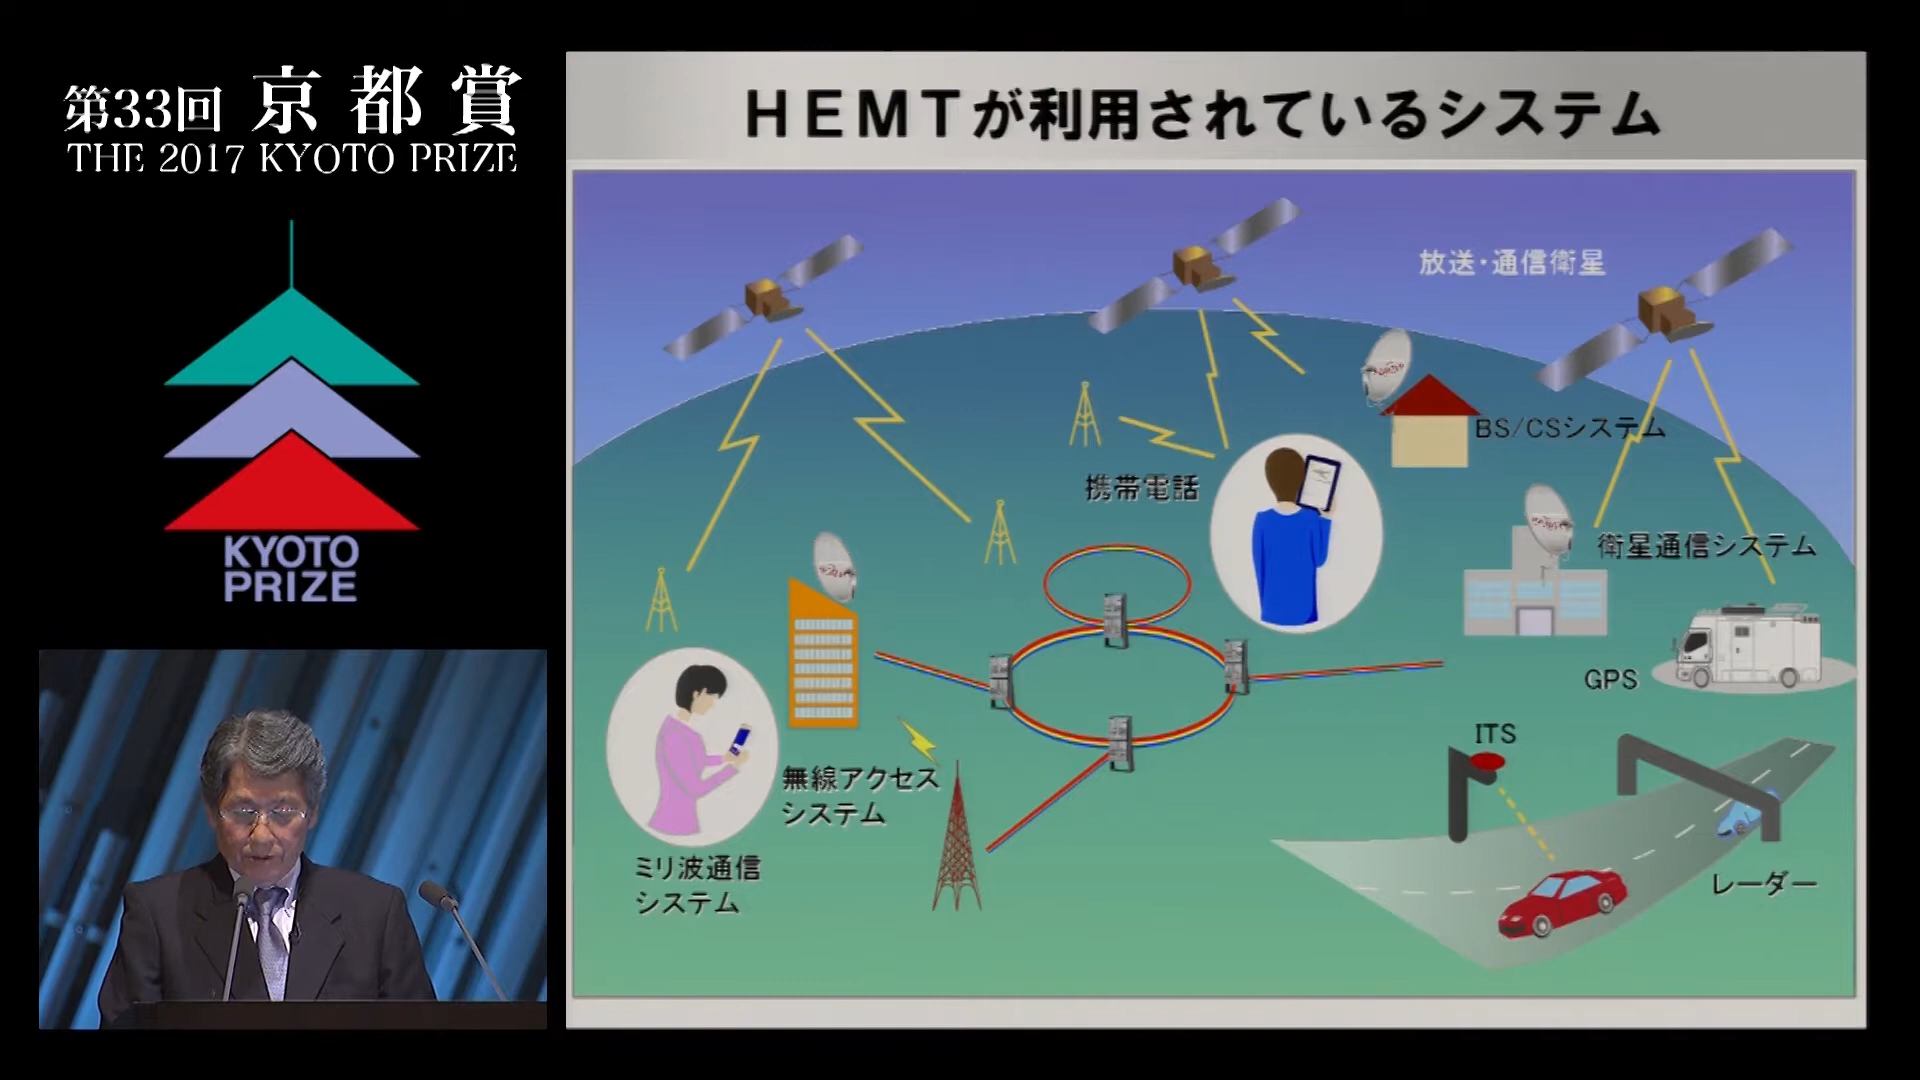 第33回 京都賞
THE 2017 KYOTO PRIZE
KYOTO
PRIZE
HEMTが利用されているシステム
放送・通信衛星
BS/CSシステム
携帯電話
衛星通信システム
GPS
ITS
無線アクセス
システム
ミリ波通信
システム
レーダー